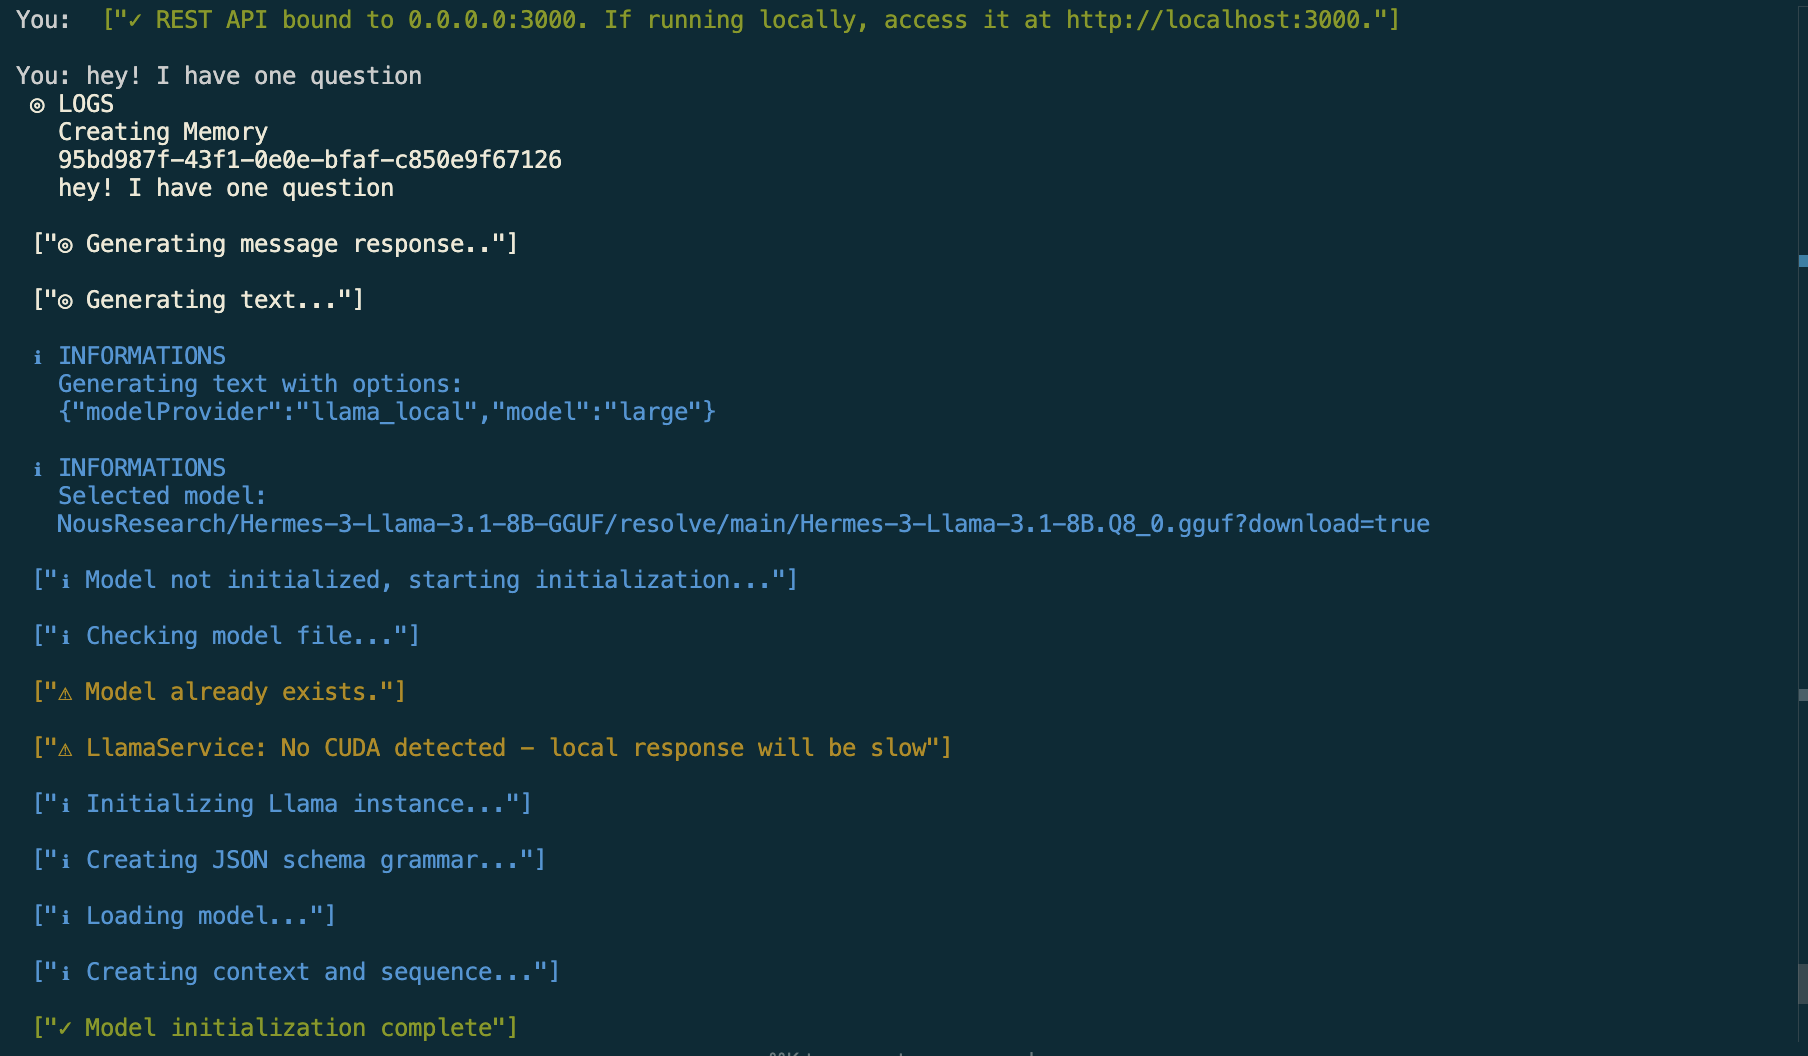 You:  ["✓ REST API bound to 0.0.0.0:3000. If running locally, access it at http://localhost:3000."]
You: hey! I have one question
◎ LOGS
Creating Memory
95bd987f-43f1-0e0e-bfaf-c850e9f67126
hey! I have one question
["◎ Generating message response.."]
["◎ Generating text..."]
ℹ INFORMATIONS
Generating text with options:
{"modelProvider":"llama_local","model":"large"}
ℹ INFORMATIONS
Selected model:
NousResearch/Hermes-3-Llama-3.1-8B-GGUF/resolve/main/Hermes-3-Llama-3.1-8B.Q8_0.gguf?download=true
["ℹ Model not initialized, starting initialization..."]
["ℹ Checking model file..."]
["⚠ Model already exists."]
["⚠ LlamaService: No CUDA detected – local response will be slow"]
["ℹ Initializing Llama instance..."]
["ℹ Creating JSON schema grammar..."]
["ℹ Loading model..."]
["ℹ Creating context and sequence..."]
["✓ Model initialization complete"]